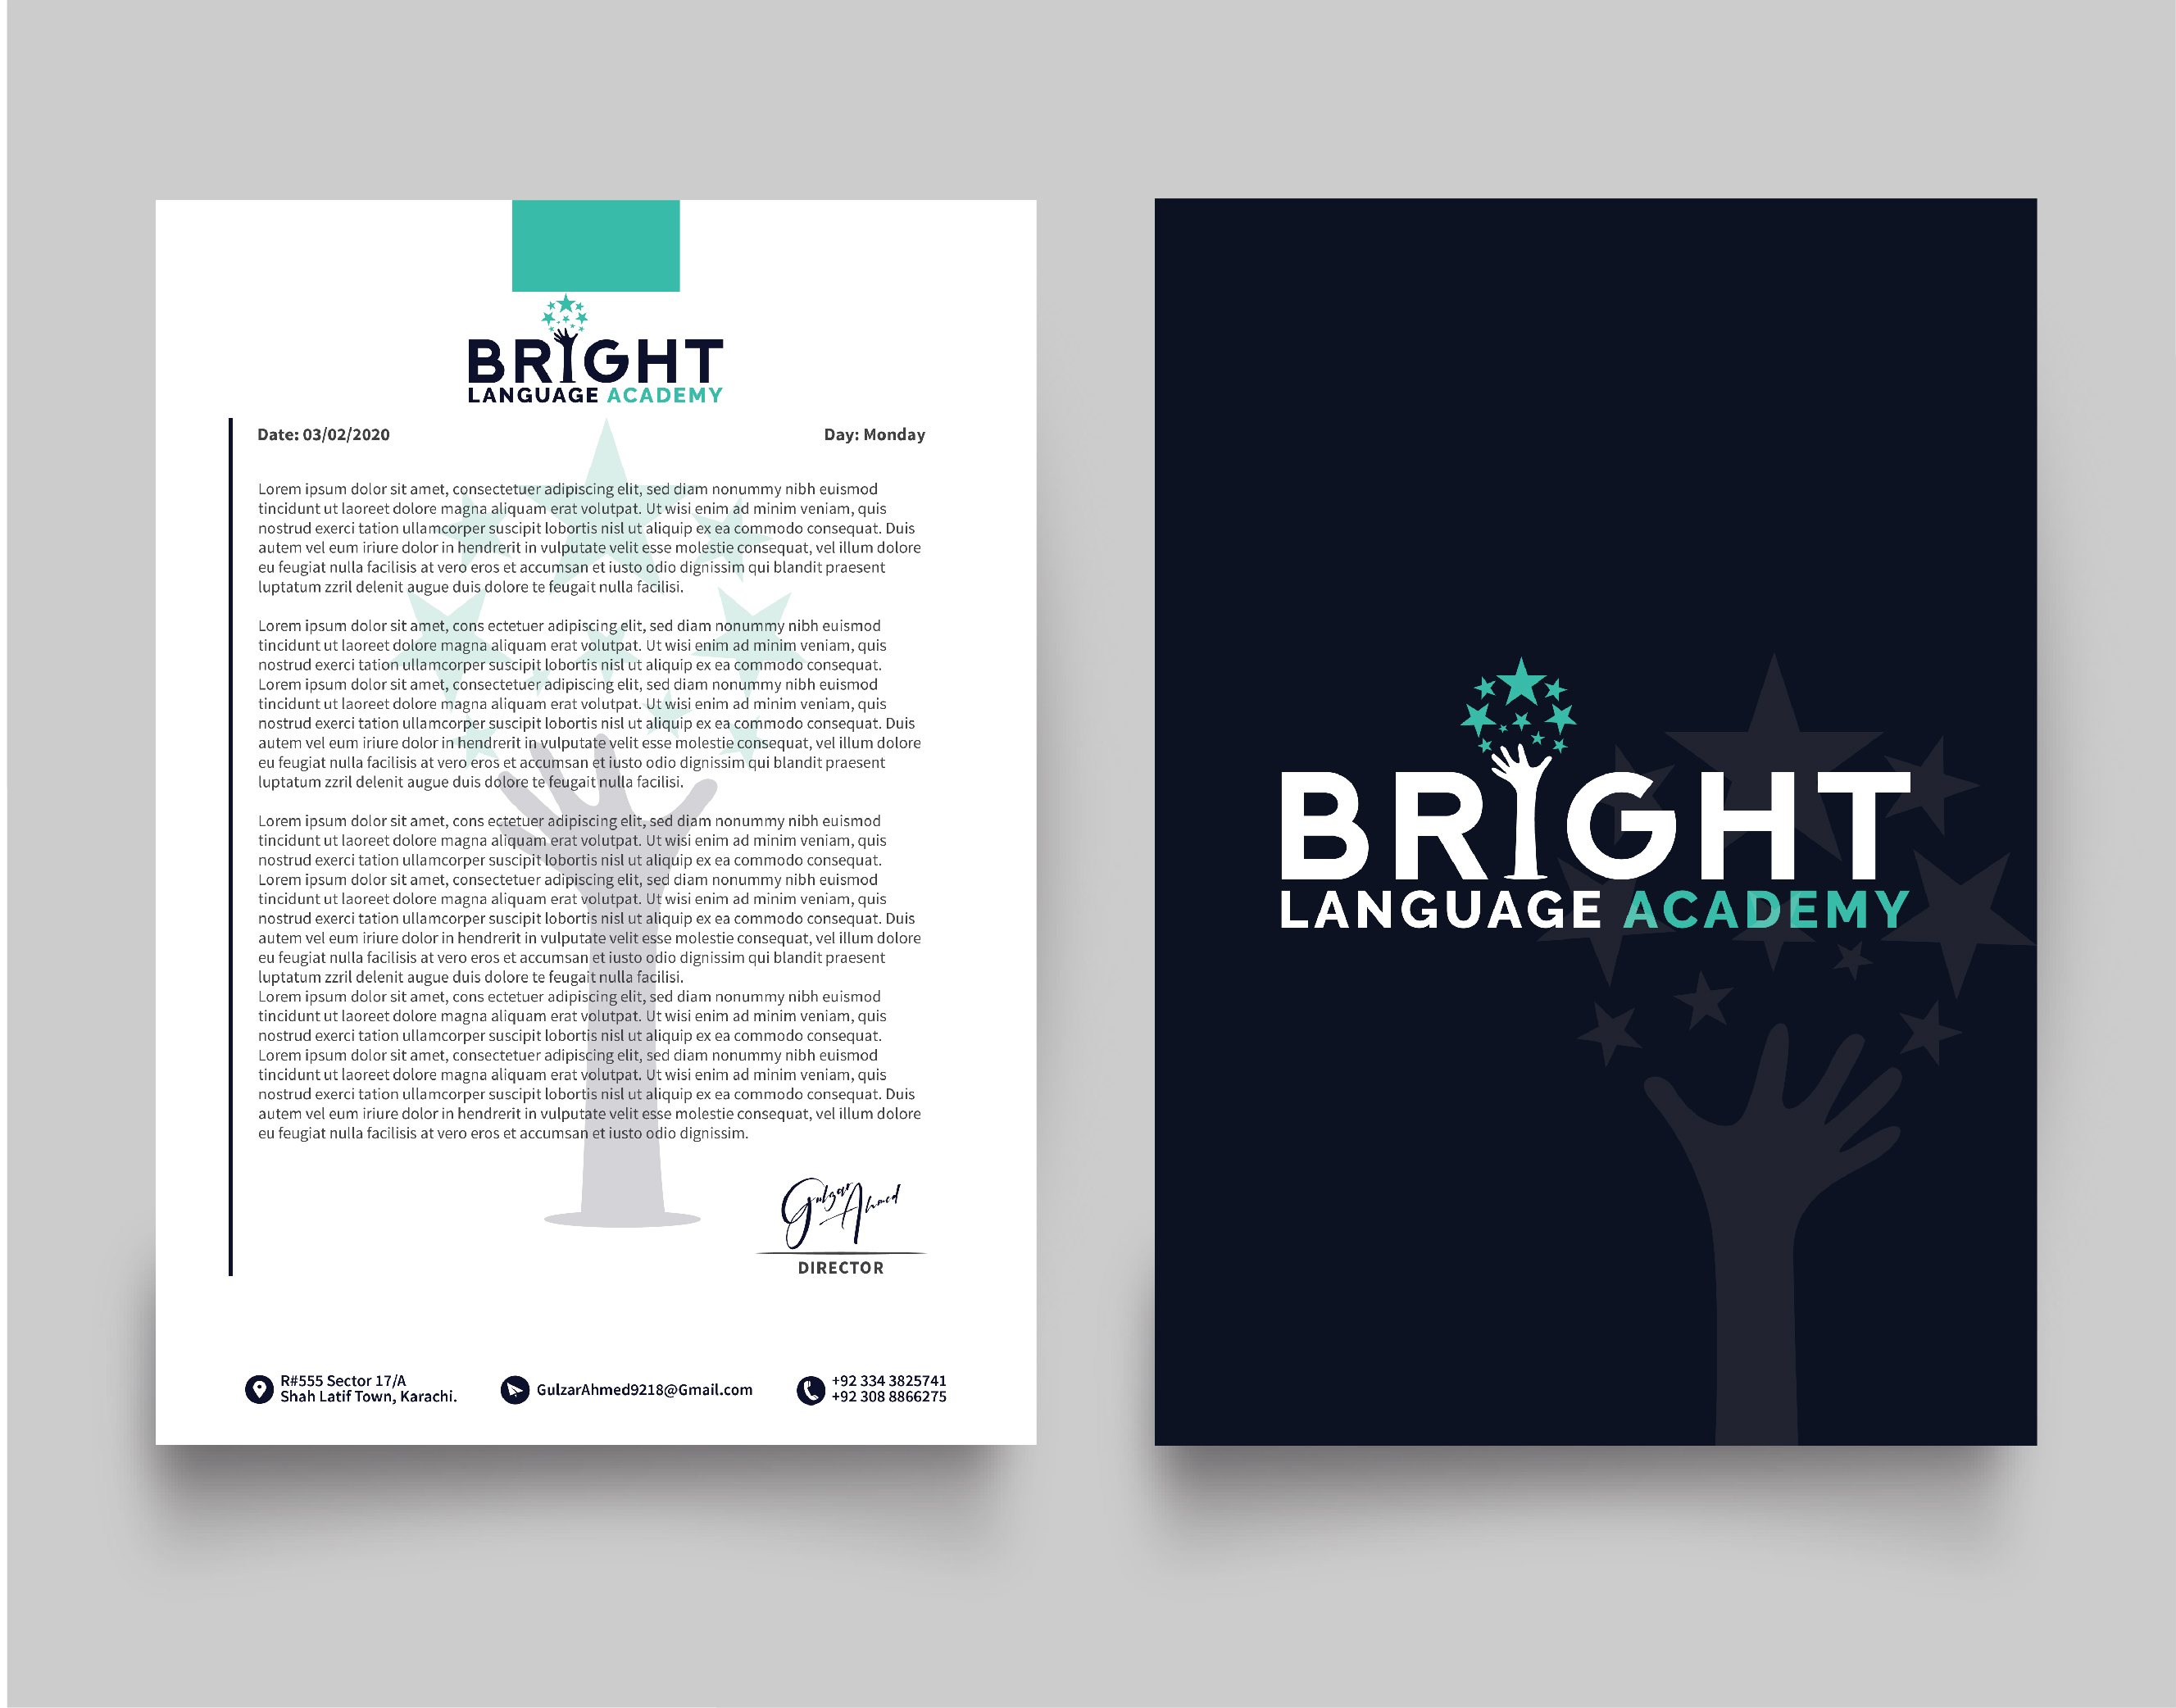 BRIGHT
LANGUAGE ACADEMY
Date: 03/02/2020
Day: Monday
Lorem ipsum dolor sit amet, consectetuer adipiscing elit, sed diam nonummy nibh euismod
tincidunt ut laoreet dolore magna aliquam erat volutpat. Ut wisi enim ad minim veniam, quis
nostrud exerci tation ullamcorper suscipit lobortis nisl ut aliquip ex ea commodo consequat. Duis
autem vel eum iriure dolor in hendrerit in vulputate velit esse molestie consequat, vel illum dolore
eu feugiat nulla facilisis at vero eros et accumsan et iusto odio dignissim qui blandit praesent
luptatum zzril delenit augue duis dolore te feugait nulla facilisi.
Lorem ipsum dolor sit amet, cons ectetuer adipiscing elit, sed diam nonummy nibh euismod
tincidunt ut laoreet dolore magna aliquam erat volutpat. Ut wisi enim ad minim veniam, quis
nostrud exerci tation ullamcorper suscipit lobortis nisl ut aliquip ex ea commodo consequat.
Lorem ipsum dolor sit amet, consectetuer adipiscing elit, sed diam nonummy nibh euismod
tincidunt ut laoreet dolore magna aliquam erat volutpat. Ut wisi enim ad minim veniam, quis
nostrud exerci tation ullamcorper suscipit lobortis nisl ut aliquip ex ea commodo consequat. Duis
autem vel eum iriure dolor in hendrerit in vulputate velit esse molestie consequat, vel illum dolore
eu feugiat nulla facilisis at vero eros et accumsan et iusto odio dignissim qui blandit praesent
luptatum zzril delenit augue duis dolore te feugait nulla facilisi.
Lorem ipsum dolor sit amet, cons ectetuer adipiscing elit, sed diam nonummy nibh euismod
tincidunt ut laoreet dolore magna aliquam erat volutpat. Ut wisi enim ad minim veniam, quis
nostrud exerci tation ullamcorper suscipit lobortis nisl ut aliquip ex ea commodo consequat.
Lorem ipsum dolor sit amet, consectetuer adipiscing elit, sed diam nonummy nibh euismod
tincidunt ut laoreet dolore magna aliquam erat volutpat. Ut wisi enim ad minim veniam, quis
nostrud exerci tation ullamcorper suscipit lobortis nisl ut aliquip ex ea commodo consequat. Duis
autem vel eum iriure dolor in hendrerit in vulputate velit esse molestie consequat, vel illum dolore
eu feugiat nulla facilisis at vero eros et accumsan et iusto odio dignissim qui blandit praesent
luptatum zzril delenit augue duis dolore te feugait nulla facilisi.
Lorem ipsum dolor sit amet, cons ectetuer adipiscing elit, sed diam nonummy nibh euismod
tincidunt ut laoreet dolore magna aliquam erat volutpat. Ut wisi enim ad minim veniam, quis
nostrud exerci tation ullamcorper suscipit lobortis nisl ut aliquip ex ea commodo consequat.
Lorem ipsum dolor sit amet, consectetuer adipiscing elit, sed diam nonummy nibh euismod
tincidunt ut laoreet dolore magna aliquam erat volutpat. Ut wisi enim ad minim veniam, quis
nostrud exerci tation ullamcorper suscipit lobortis nisl ut aliquip ex ea commodo consequat. Duis
autem vel eum iriure dolor in hendrerit in vulputate velit esse molestie consequat, vel illum dolore
eu feugiat nulla facilisis at vero eros et accumsan et iusto odio dignissim.
Gulzar Ahmed
DIRECTOR
R#555 Sector 17/A
Shah Latif Town, Karachi.
GulzarAhmed9218@Gmail.com
+92 334 3825741
+92 308 8866275
BRIGHT
LANGUAGE ACADEMY